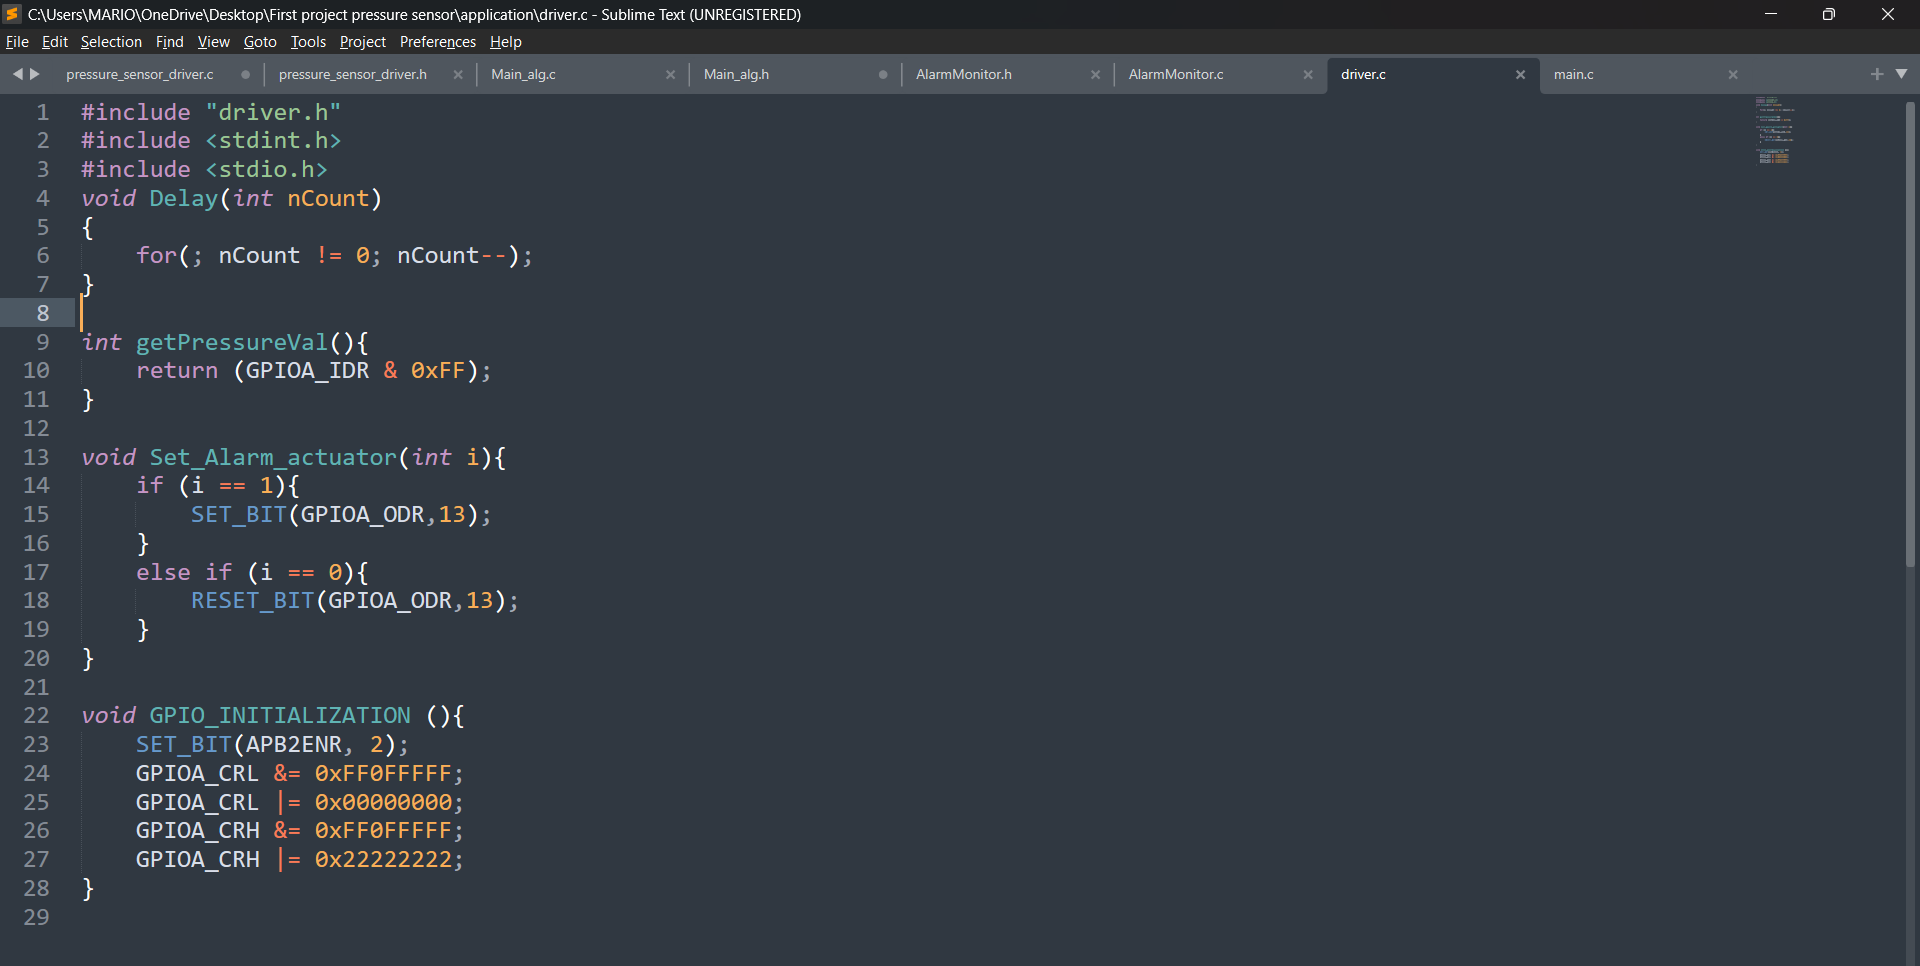 C:\Users\MARIO\OneDrive\Desktop\First project pressure sensor\application\driver.c - Sublime Text (UNREGISTERED)
File Edit Selection Find View Goto Tools Project Preferences Help
pressure_sensor_driver.c pressure_sensor_driver.h Main_alg.c Main_alg.h AlarmMonitor.h AlarmMonitor.c driver.c main.c
1 #include "driver.h"
2 #include <stdint.h>
3 #include <stdio.h>
4 void Delay(int nCount)
5 {
6     for(; nCount != 0; nCount--);
7 }
8
9 int getPressureVal(){
10     return (GPIOA_IDR & 0xFF);
11 }
12
13 void Set_Alarm_actuator(int i){
14     if (i == 1){
15         SET_BIT(GPIOA_ODR,13);
16     }
17     else if (i == 0){
18         RESET_BIT(GPIOA_ODR,13);
19     }
20 }
21
22 void GPIO_INITIALIZATION (){
23     SET_BIT(APB2ENR, 2);
24     GPIOA_CRL &= 0xFF0FFFFF;
25     GPIOA_CRL |= 0x00000000;
26     GPIOA_CRH &= 0xFF0FFFFF;
27     GPIOA_CRH |= 0x22222222;
28 }
29